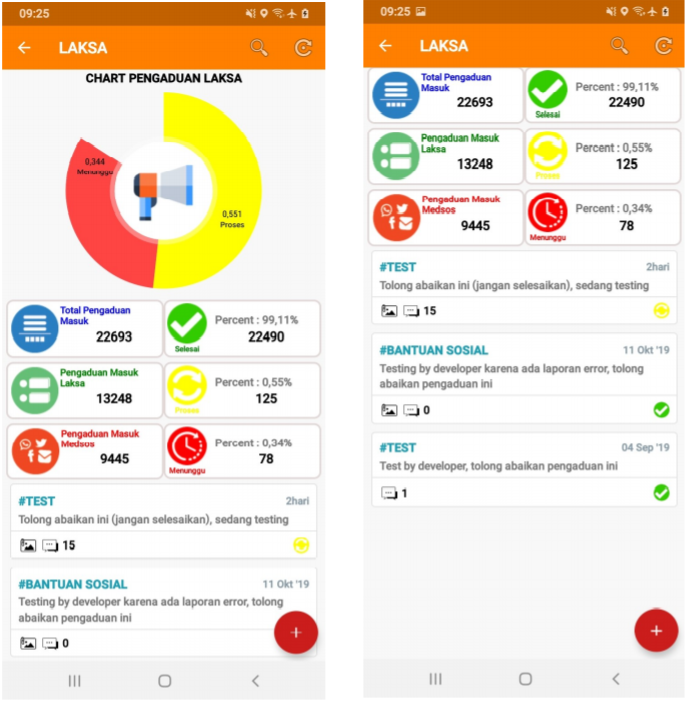 09:25
LAKSA
CHART PENGADUAN LAKSA
0,344
Menunggu
0,551
Proses
Total Pengaduan
Masuk
22693
Percent : 99,11%
22490
Selesai
Pengaduan Masuk
Laksa
13248
Percent : 0,55%
125
Proses
Pengaduan Masuk
Medsos
9445
Percent : 0,34%
78
Menunggu
#TEST
2hari
Tolong abaikan ini (jangan selesaikan), sedang testing
15
#BANTUAN SOSIAL
11 Okt '19
Testing by developer karena ada laporan error, tolong
abaikan pengaduan ini
0
09:25
LAKSA
Total Pengaduan
Masuk
22693
Percent : 99,11%
22490
Selesai
Pengaduan Masuk
Laksa
13248
Percent : 0,55%
125
Proses
Pengaduan Masuk
Medsos
9445
Percent : 0,34%
78
Menunggu
#TEST
2hari
Tolong abaikan ini (jangan selesaikan), sedang testing
15
#BANTUAN SOSIAL
11 Okt '19
Testing by developer karena ada laporan error, tolong
abaikan pengaduan ini
0
#TEST
04 Sep '19
Test by developer, tolong abaikan pengaduan ini
1